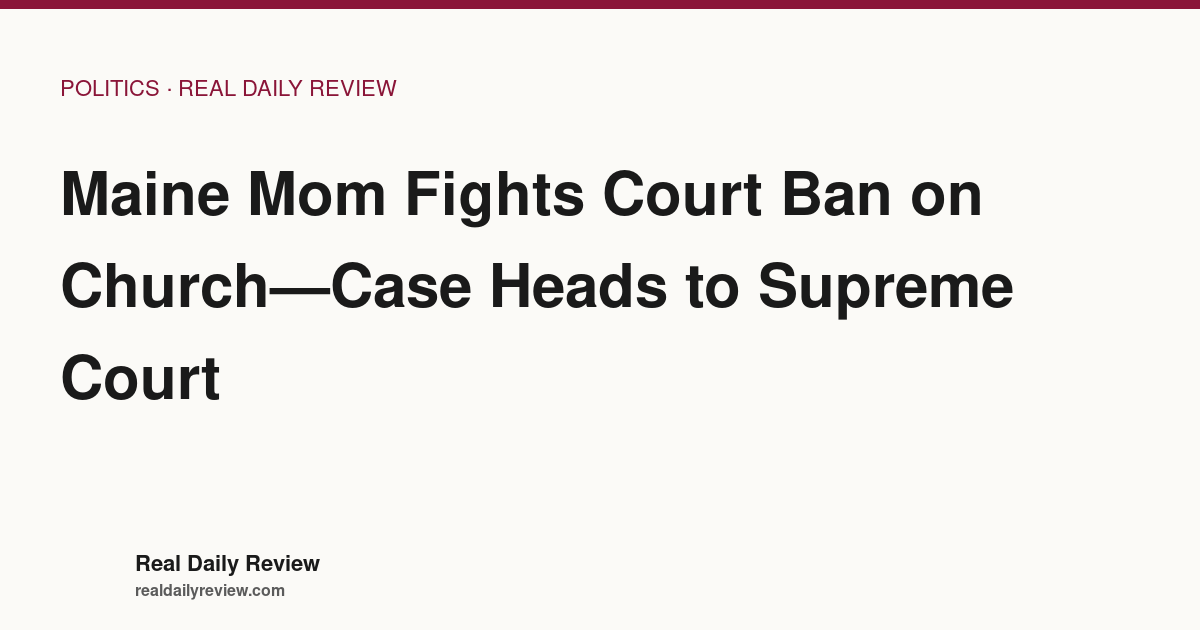 POLITICS · REAL DAILY REVIEW
Maine Mom Fights Court Ban on
Church—Case Heads to Supreme
Court
Real Daily Review
realdailyreview.com